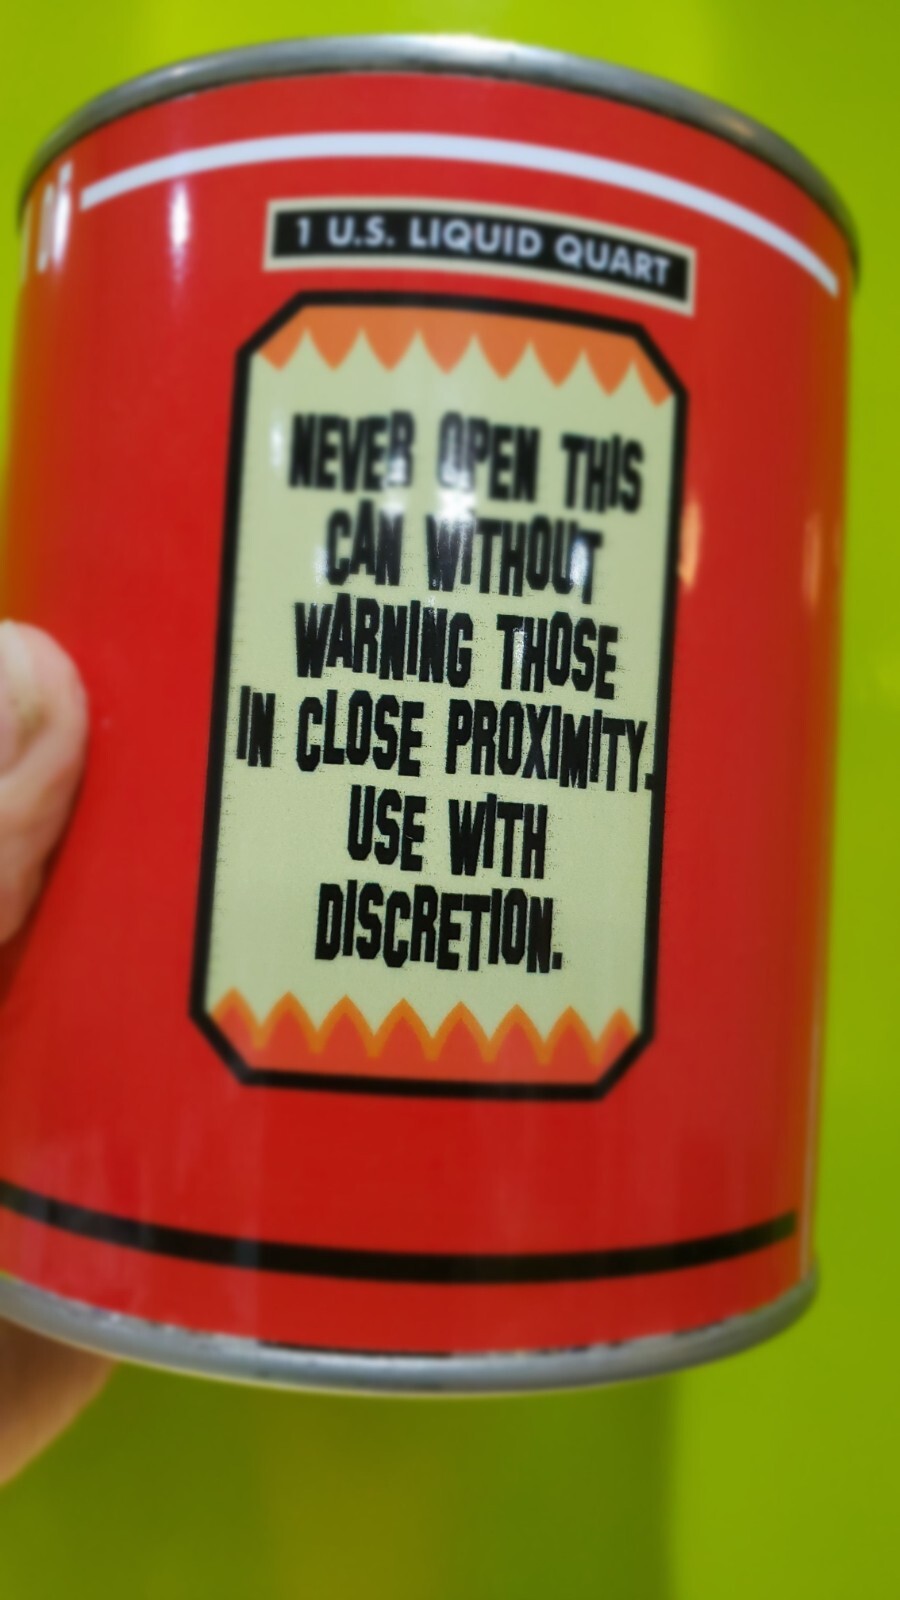 1 U.S. LIQUID QUART
NEVER OPEN THIS
CAN WITHOUT
WARNING THOSE
IN CLOSE PROXIMITY.
USE WITH
DISCRETION.